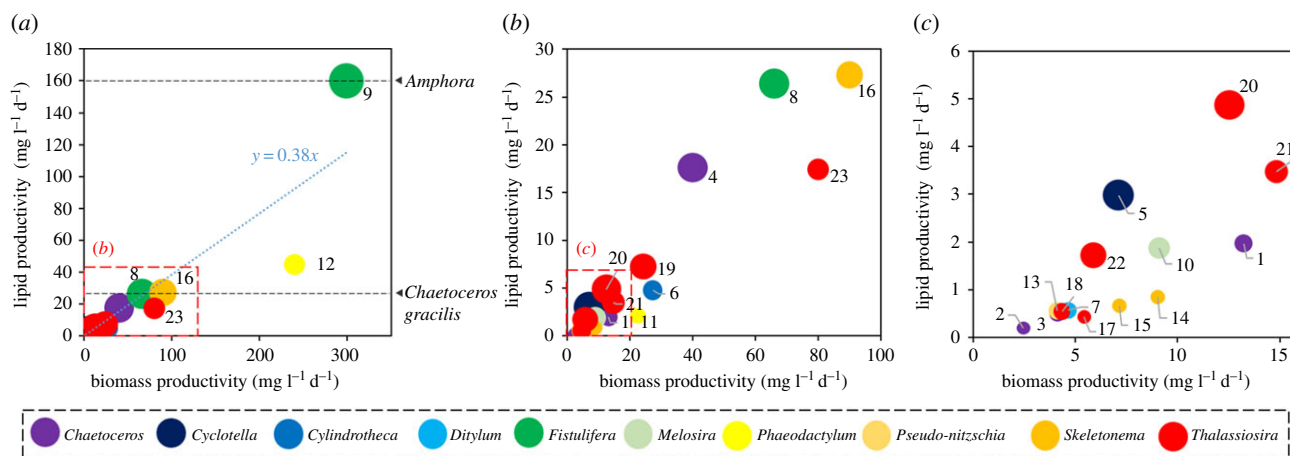 (a)
180
160
140
120
100
80
60
40
20
0
lipid productivity (mg l⁻¹ d⁻¹)
9
Amphora
y = 0.38x
(b)
8
16
12
23
Chaetoceros
gracilis
0 100 200 300
biomass productivity (mg l⁻¹ d⁻¹)
(b)
30
25
20
15
10
5
0
lipid productivity (mg l⁻¹ d⁻¹)
8
16
4
23
(c)
20
19
21
6
1
11
0 20 40 60 80 100
biomass productivity (mg l⁻¹ d⁻¹)
(c)
6
5
4
3
2
1
0
lipid productivity (mg l⁻¹ d⁻¹)
20
21
5
22
10
1
13
18
2
3
7
17
15
14
0 5 10 15
biomass productivity (mg l⁻¹ d⁻¹)
Chaetoceros Cyclotella Cylindrotheca Ditylum Fistulifera Melosira Phaeodactylum Pseudo-nitzschia Skeletonema Thalassiosira